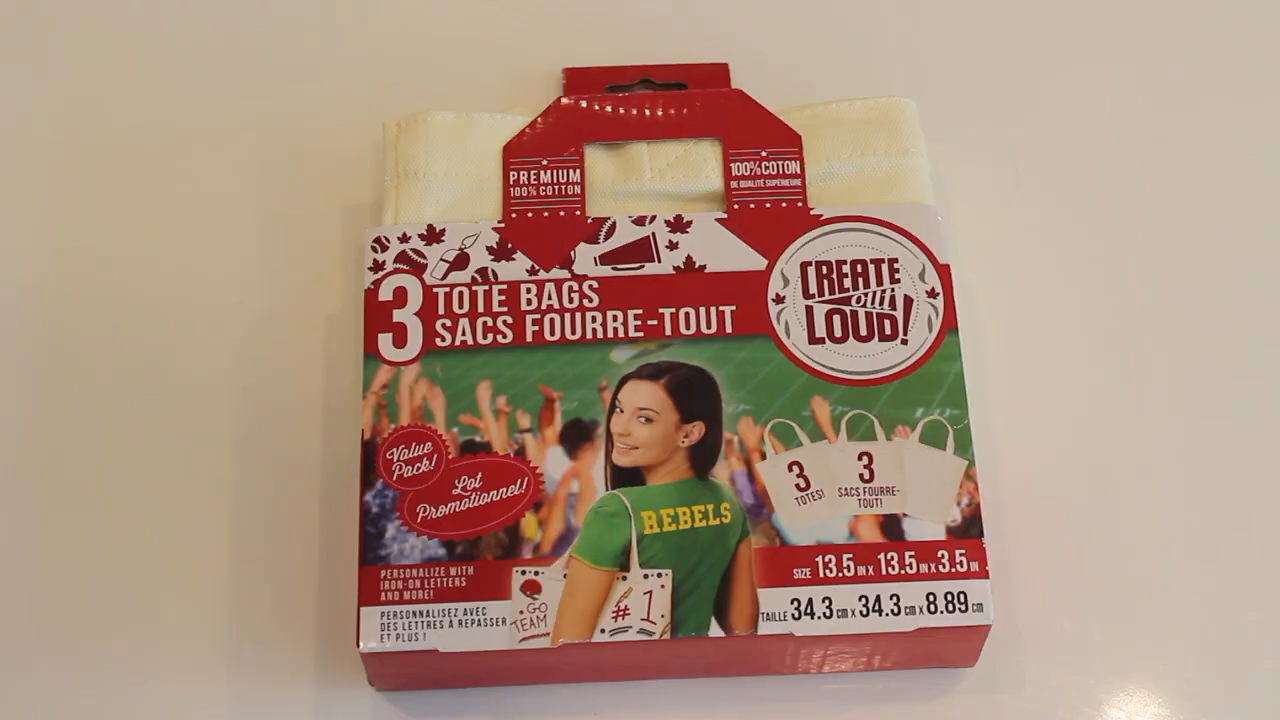 PREMIUM
100% COTTON
100% COTON
DE QUALITÉ SUPÉRIEURE
3 TOTE BAGS
SACS FOURRE-TOUT
CREATE
out
LOUD!
Value
Pack!
Lot
Promotionnel!
REBELS
3
TOTES!
3
SACS FOURRE-
TOUT!
GO
TEAM
#1
PERSONALIZE WITH
IRON-ON LETTERS
AND MORE!
PERSONNALISEZ AVEC
DES LETTRES À REPASSER
ET PLUS !
SIZE 13.5 IN X 13.5 IN X 3.5 IN
TAILLE 34.3 cm X 34.3 cm X 8.89 cm